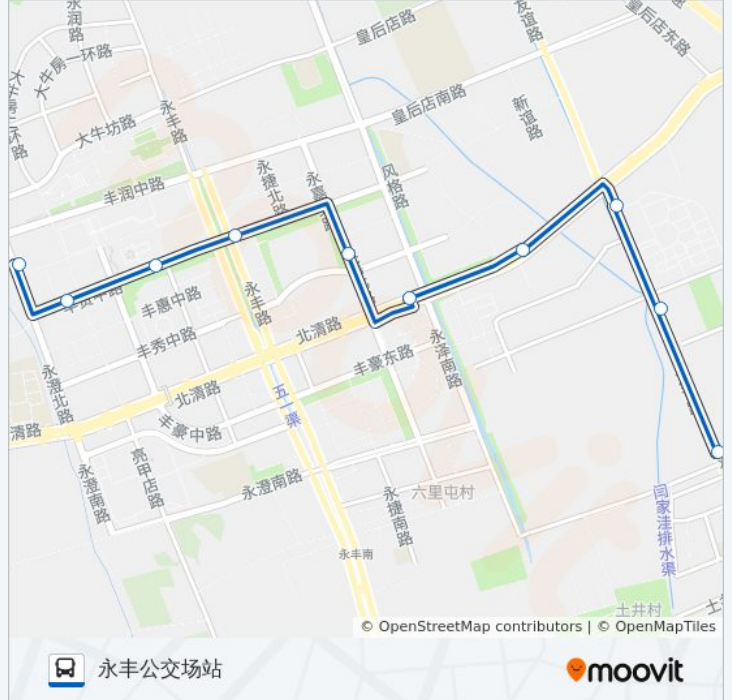 永润路
皇后店路
友谊路
皇后店东路
大牛房一环路
大牛坊路
永丰路
皇后店南路
新谊路
丰润中路
永捷北路
永嘉
风格路
丰惠中路
永丰路
北清路
丰秀中路
永泽南路
丰豪东路
永澄北路
北清路
五一渠
清路
丰豪中路
永澄南路
亮甲店路
永澄南路
永捷南路
六里屯村
闫家洼排水渠
永丰南
土井村
土
© OpenStreetMap contributors | © OpenMapTiles
永丰公交场站
moovit